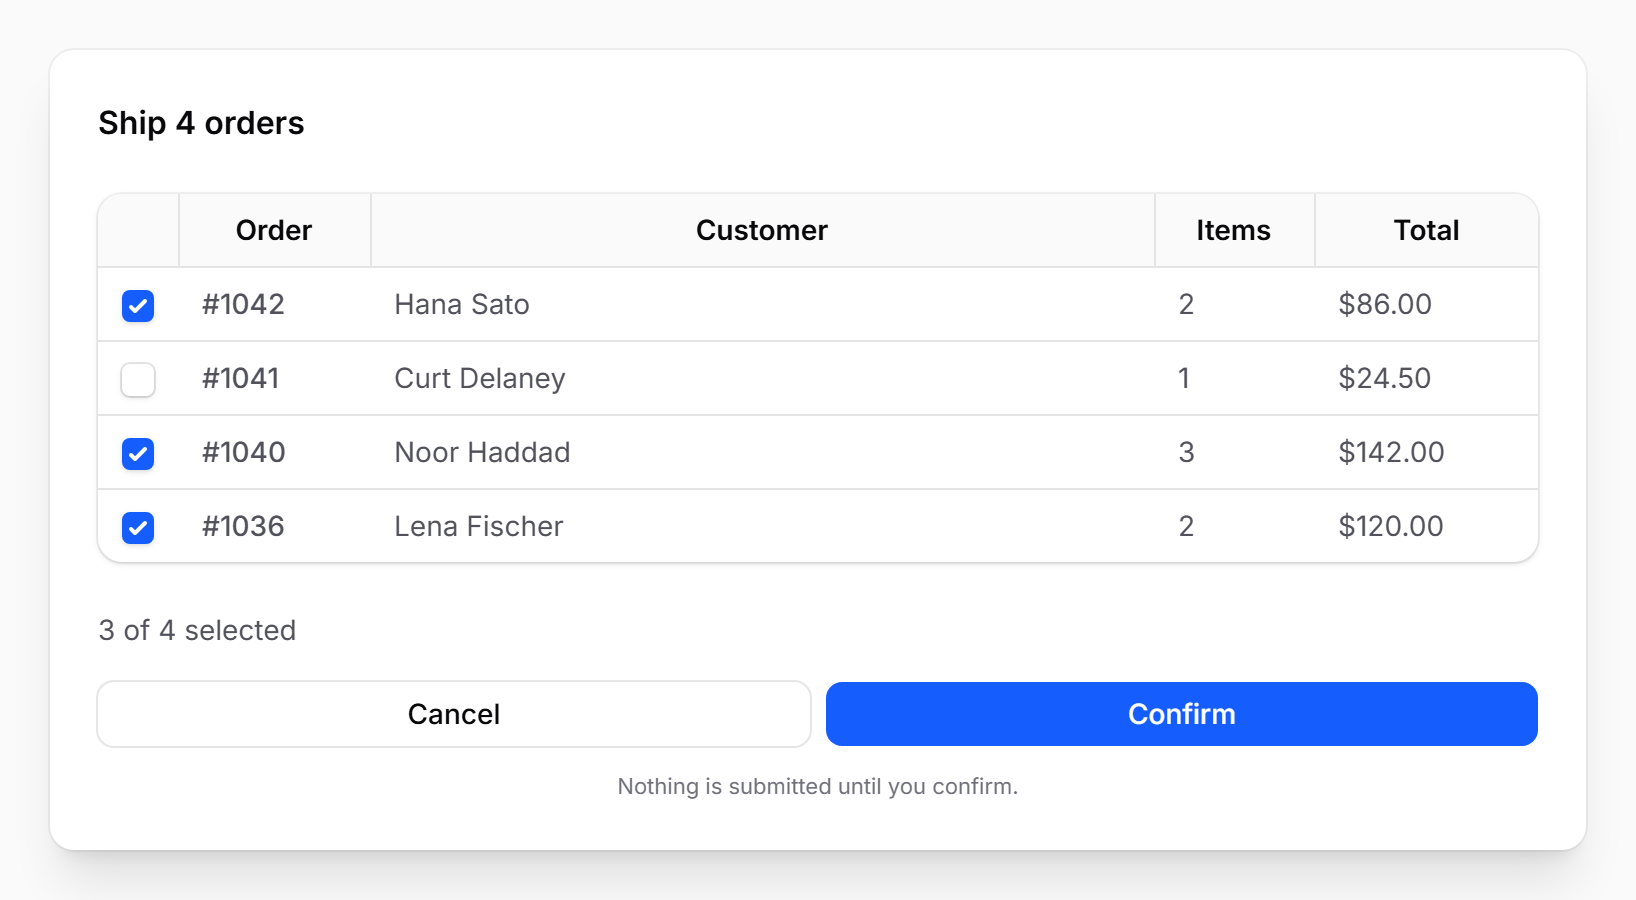 Ship 4 orders
Order Customer Items Total
#1042 Hana Sato 2 $86.00
#1041 Curt Delaney 1 $24.50
#1040 Noor Haddad 3 $142.00
#1036 Lena Fischer 2 $120.00
3 of 4 selected
Cancel Confirm
Nothing is submitted until you confirm.